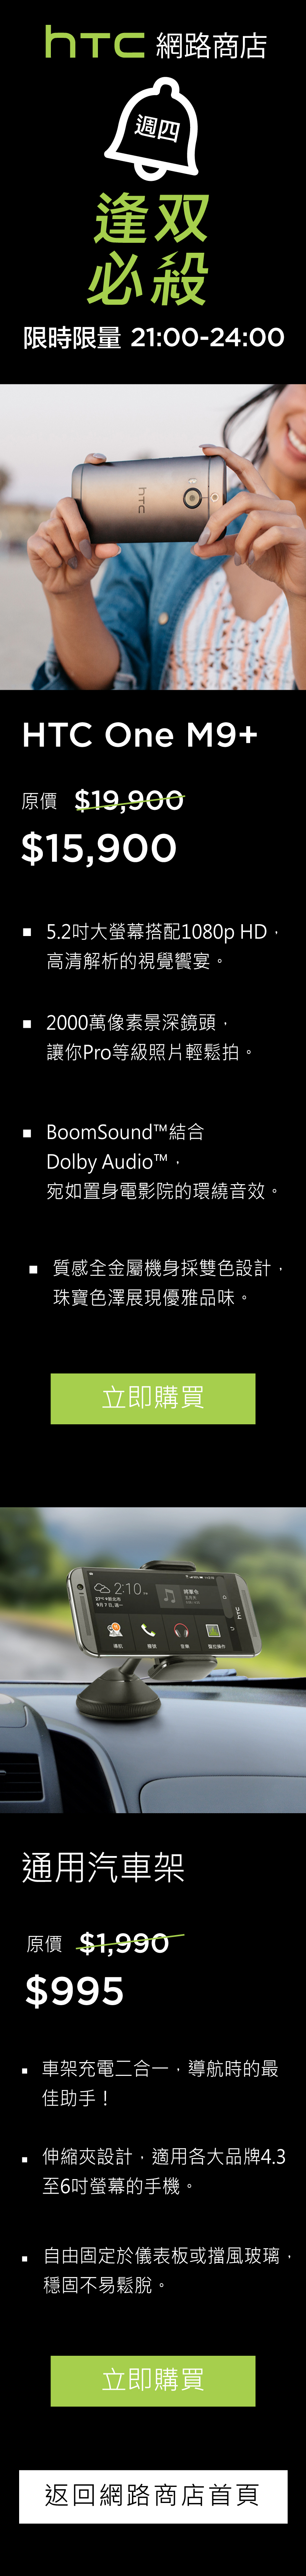 hTC 網路商店
週四
逢双
必殺
限時限量 21:00-24:00
hTC
HTC One M9+
原價 $19,900
$15,900
▪ 5.2吋大螢幕搭配1080p HD，
高清解析的視覺饗宴。
▪ 2000萬像素景深鏡頭，
讓你Pro等級照片輕鬆拍。
▪ BoomSound™結合
Dolby Audio™，
宛如置身電影院的環繞音效。
▪ 質感全金屬機身採雙色設計，
珠寶色澤展現優雅品味。
立即購買
2:10
導航
撥號
音樂
聲控操作
hTC
通用汽車架
原價 $1,990
$995
▪ 車架充電二合一，導航時的最
佳助手！
▪ 伸縮夾設計，適用各大品牌4.3
至6吋螢幕的手機。
▪ 自由固定於儀表板或擋風玻璃，
穩固不易鬆脫。
立即購買
返回網路商店首頁